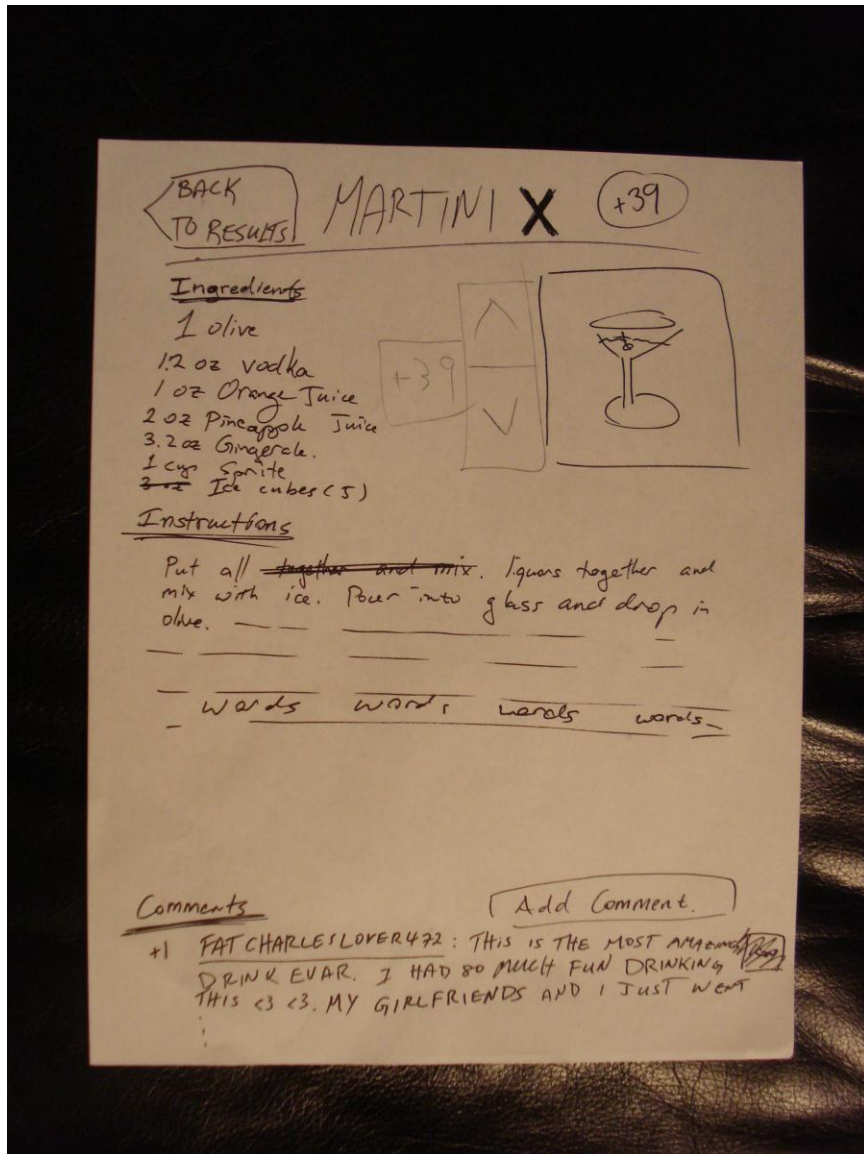 BACK
TO RESULTS
MARTINI X
+39
Ingredients
1 olive
1.2 oz vodka
1 oz Orange Juice
2 oz Pineapple Juice
3.2 oz Gingerale.
1 cup Sprite
3 oz Ice cubes (5)
+39
Instructions
Put all together and mix. liquors together and
mix with ice. Pour into glass and drop in
olive.
words words words words
Comments
Add Comment.
+1 FATCHARLESLOVER472: THIS IS THE MOST AMAZING
DRINK EVAR. I HAD SO MUCH FUN DRINKING
THIS <3 <3. MY GIRLFRIENDS AND I JUST WENT